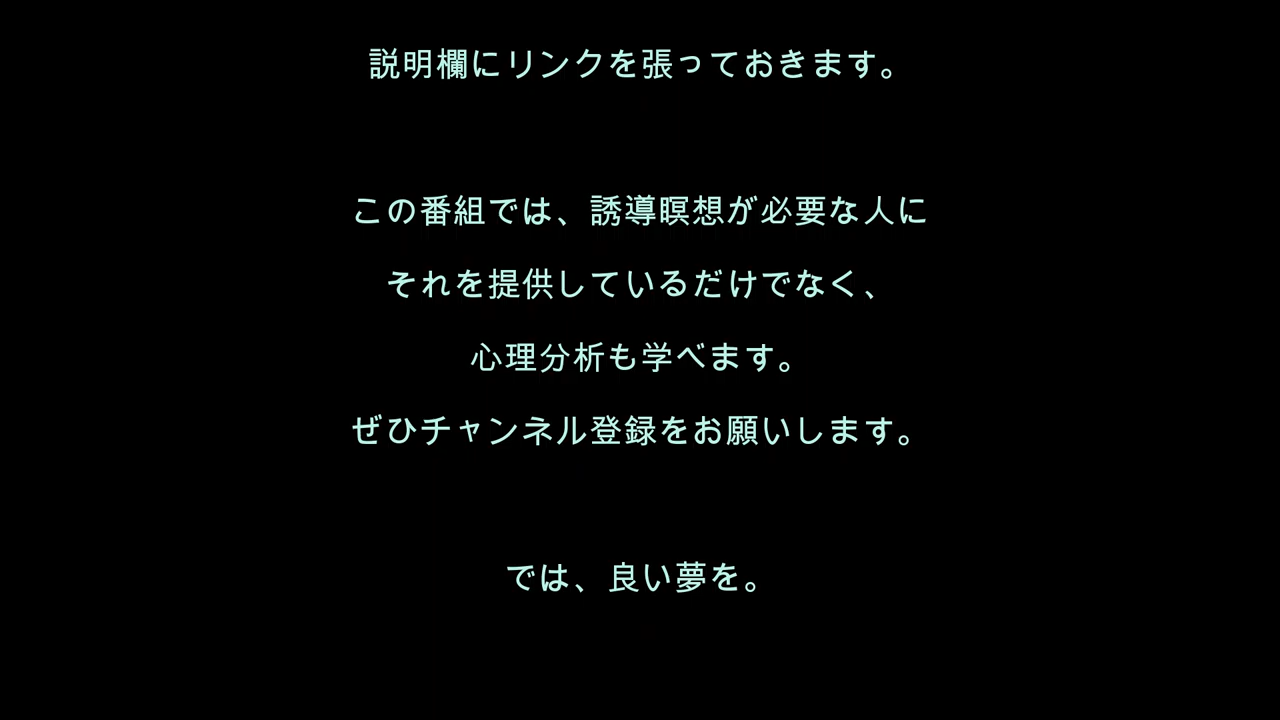 説明欄にリンクを張っておきます。
この番組では、誘導瞑想が必要な人に
それを提供しているだけでなく、
心理分析も学べます。
ぜひチャンネル登録をお願いします。
では、良い夢を。